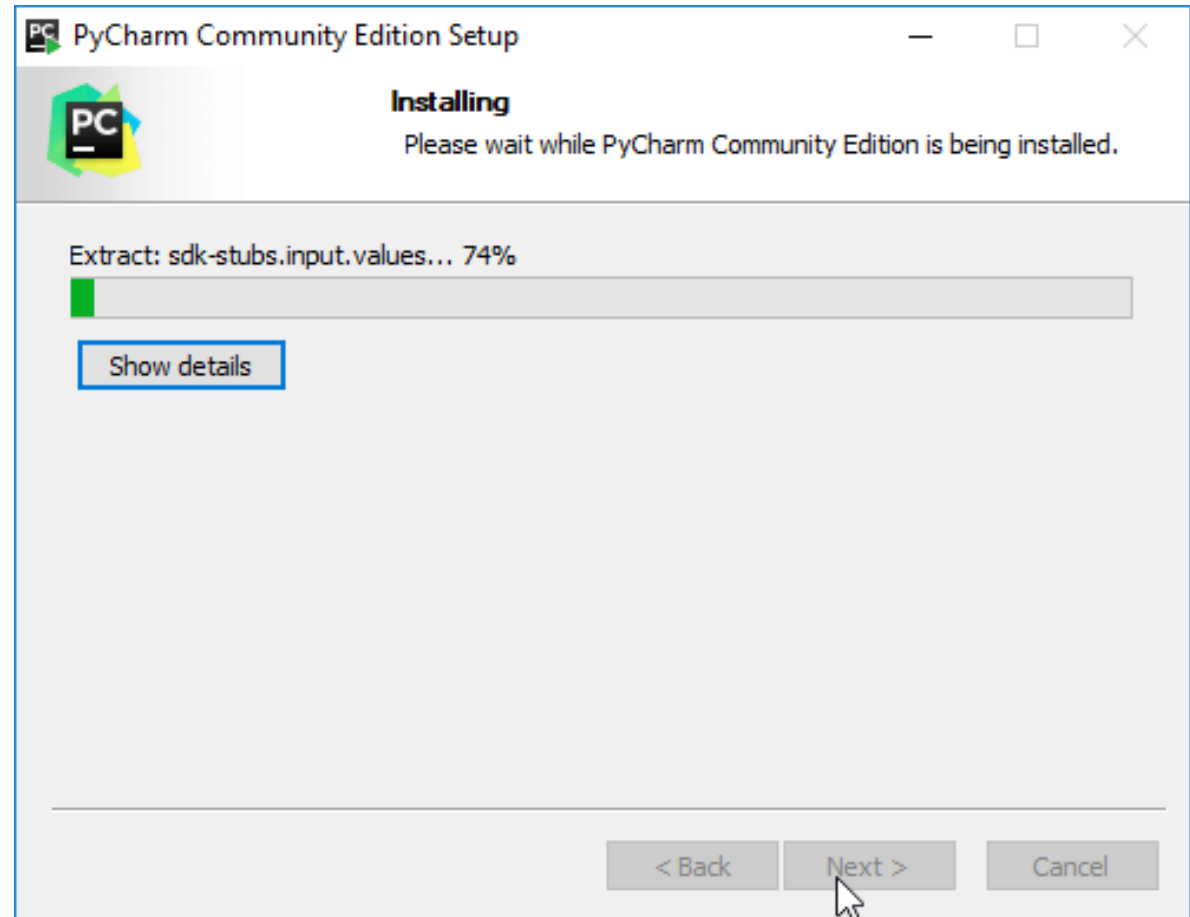 PyCharm Community Edition Setup
PC
Installing
Please wait while PyCharm Community Edition is being installed.
Extract: sdk-stubs.input.values... 74%
Show details
< Back
Next >
Cancel